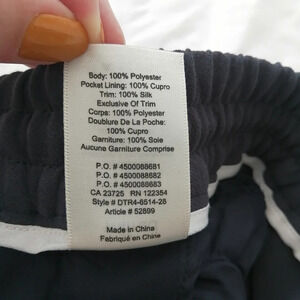 Body: 100% Polyester
Pocket Lining: 100% Cupro
Trim: 100% Silk
Exclusive Of Trim
Corps: 100% Polyester
Doublure De La Poche:
100% Cupro
Garniture: 100% Soie
Aucune Garniture Comprise
P.O. # 4500088681
P.O. # 4500088682
P.O. # 4500088683
CA 23725 RN 122354
Style # DTR4-6514-28
Article # 52899
Made in China
Fabriqué en Chine